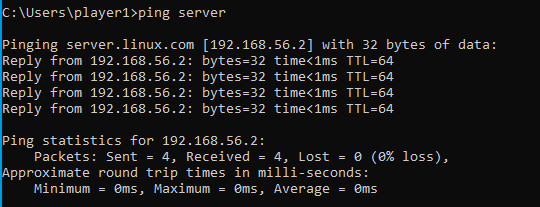 C:\Users\player1>ping server
Pinging server.linux.com [192.168.56.2] with 32 bytes of data:
Reply from 192.168.56.2: bytes=32 time<1ms TTL=64
Reply from 192.168.56.2: bytes=32 time<1ms TTL=64
Reply from 192.168.56.2: bytes=32 time<1ms TTL=64
Reply from 192.168.56.2: bytes=32 time<1ms TTL=64
Ping statistics for 192.168.56.2:
    Packets: Sent = 4, Received = 4, Lost = 0 (0% loss),
Approximate round trip times in milli-seconds:
    Minimum = 0ms, Maximum = 0ms, Average = 0ms